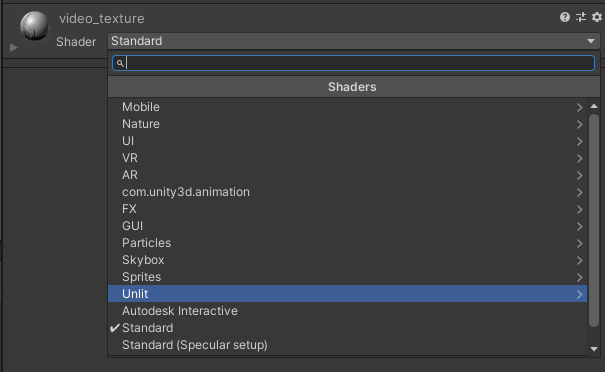 video_texture
Shader Standard
Shaders
Mobile
Nature
UI
VR
AR
com.unity3d.animation
FX
GUI
Particles
Skybox
Sprites
Unlit
Autodesk Interactive
✔ Standard
Standard (Specular setup)